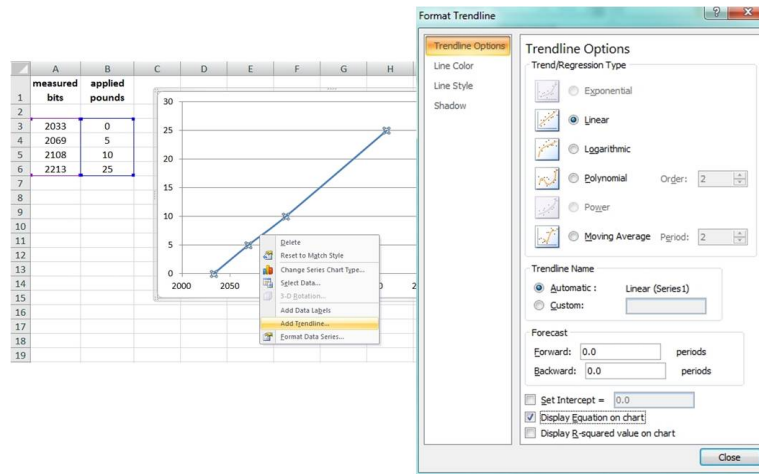 Format Trendline
?
X
Trendline Options
Line Color
Line Style
Shadow
Trendline Options
Trend/Regression Type
Exponential
Linear
Logarithmic
Polynomial Order: 2
Power
Moving Average Period: 2
Trendline Name
Automatic : Linear (Series1)
Custom:
Forecast
Forward: 0.0 periods
Backward: 0.0 periods
Set Intercept = 0.0
Display Equation on chart
Display R-squared value on chart
Close
A B C D E F G H
1 measured bits applied pounds
2
3 2033 0
4 2069 5
5 2108 10
6 2213 25
7
8
9
10
11
12
13
14
15
16
17
18
19
30
25
20
15
10
5
0
2000 2050
Delete
Reset to Match Style
Change Series Chart Type...
Select Data...
3-D Rotation...
Add Data Labels
Add Trendline...
Format Data Series...